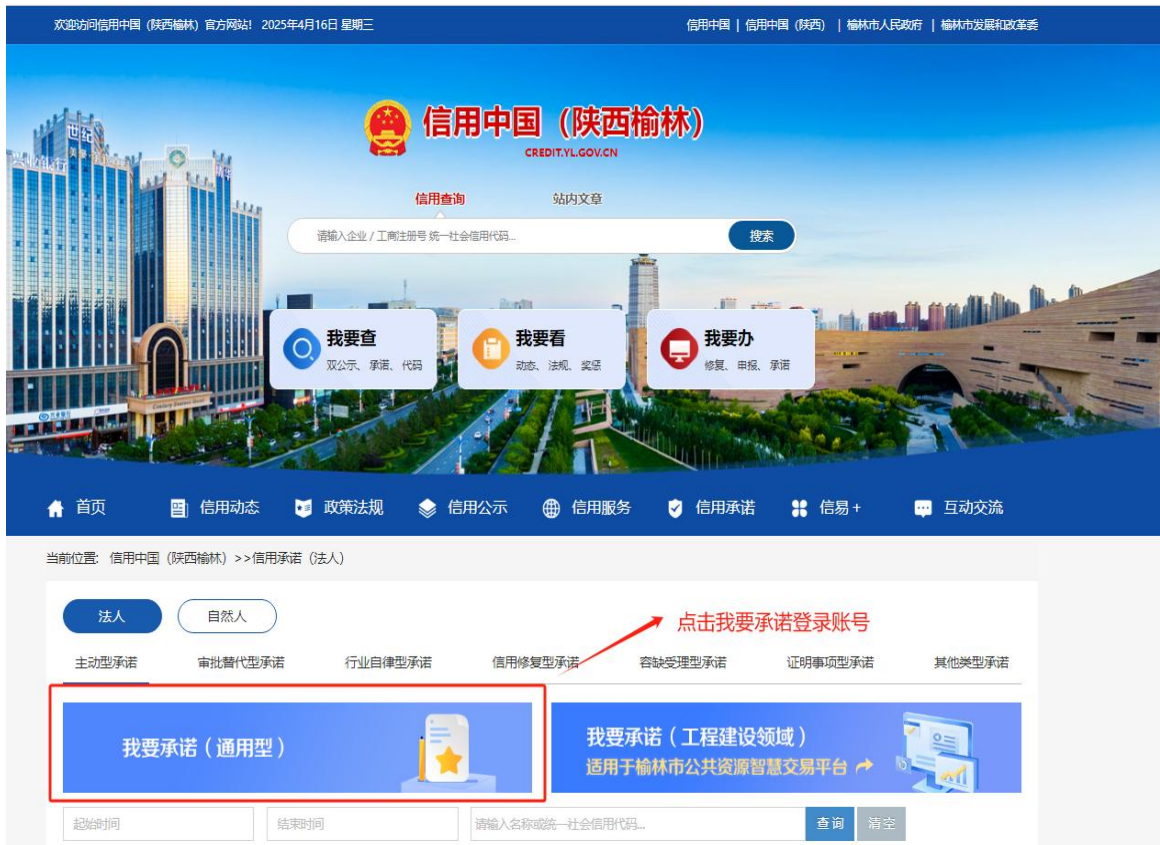 欢迎访问信用中国（陕西榆林）官方网站! 2025年4月16日 星期三
信用中国 | 信用中国（陕西） | 榆林市人民政府 | 榆林市发展和改革委
信用中国（陕西榆林）
CREDIT.YL.GOV.CN
信用查询 站内文章
请输入企业 / 工商注册号 统一社会信用代码...
搜索
我要查 我要看 我要办
双公示、承诺、代码 动态、法规、奖惩 修复、申报、承诺
首页 信用动态 政策法规 信用公示 信用服务 信用承诺 信易+ 互动交流
当前位置: 信用中国（陕西榆林）>>信用承诺（法人）
法人 自然人
点击我要承诺登录账号
主动型承诺 审批替代型承诺 行业自律型承诺 信用修复型承诺 容缺受理型承诺 证明事项型承诺 其他类型承诺
我要承诺（通用型）
我要承诺（工程建设领域）
适用于榆林市公共资源智慧交易平台
起始时间 结束时间 请输入名称或统一社会信用代码... 查询 清空